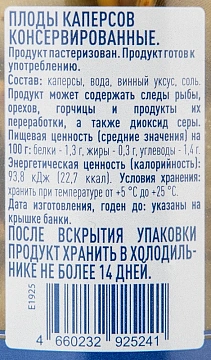 ПЛОДЫ КАПЕРСОВ
КОНСЕРВИРОВАННЫЕ.
Продукт пастеризован. Продукт готов к
употреблению.
Состав: каперсы, вода, винный уксус, соль.
Продукт может содержать следы рыбы,
орехов, горчицы и продукты их
переработки, а также диоксид серы.
Пищевая ценность (средние значения) на
100 г: белки - 1,3 г, жиры - 0,3 г, углеводы - 1,4 г.
Энергетическая ценность (калорийность):
93,8 кДж (22,7 ккал). Условия хранения:
хранить при температуре от +5 °С до +25 °С.
Дата изготовления, годен до: указаны на
крышке банки.
ПОСЛЕ ВСКРЫТИЯ УПАКОВКИ
ПРОДУКТ ХРАНИТЬ В ХОЛОДИЛЬ-
НИКЕ НЕ БОЛЕЕ 14 ДНЕЙ.
E1925
4 660232 925241